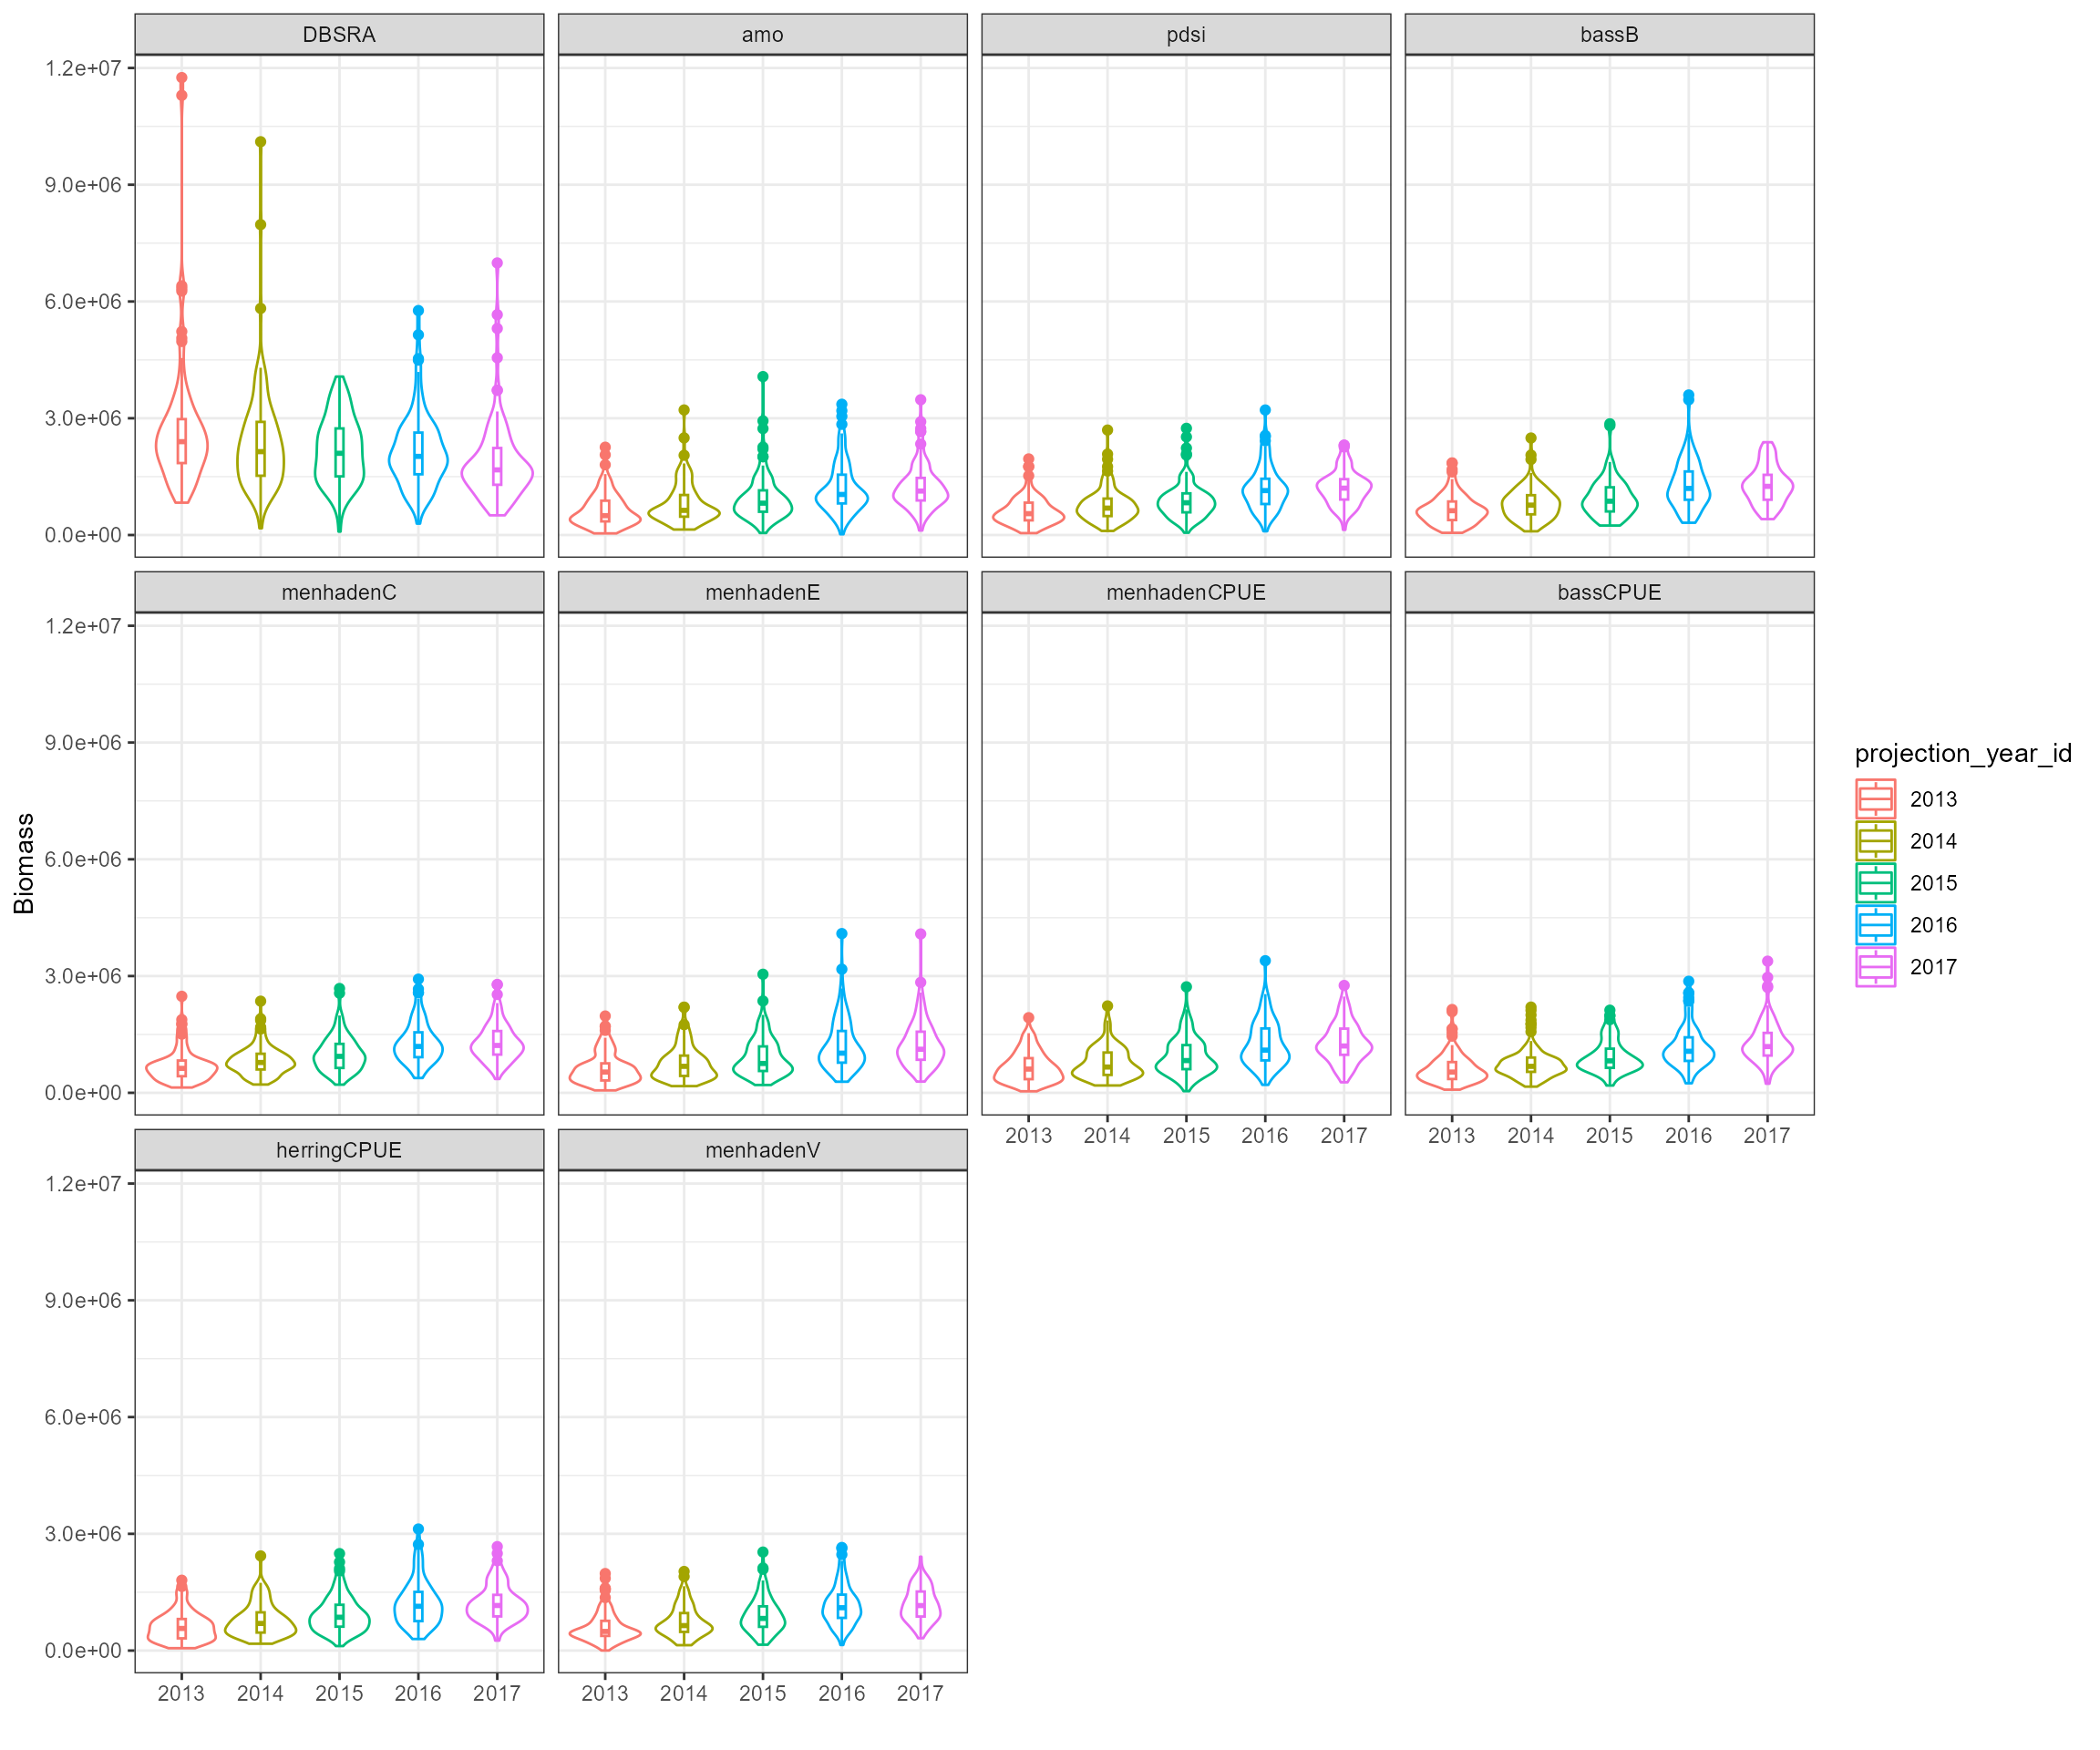 DBSRA amo pdsi bassB
1.2e+07
9.0e+06
6.0e+06
3.0e+06
0.0e+00
menhadenC menhadenE menhadenCPUE bassCPUE
1.2e+07
9.0e+06
6.0e+06
3.0e+06
0.0e+00
2013 2014 2015 2016 2017 2013 2014 2015 2016 2017
herringCPUE menhadenV
1.2e+07
9.0e+06
6.0e+06
3.0e+06
0.0e+00
2013 2014 2015 2016 2017 2013 2014 2015 2016 2017
Biomass
projection_year_id
2013
2014
2015
2016
2017